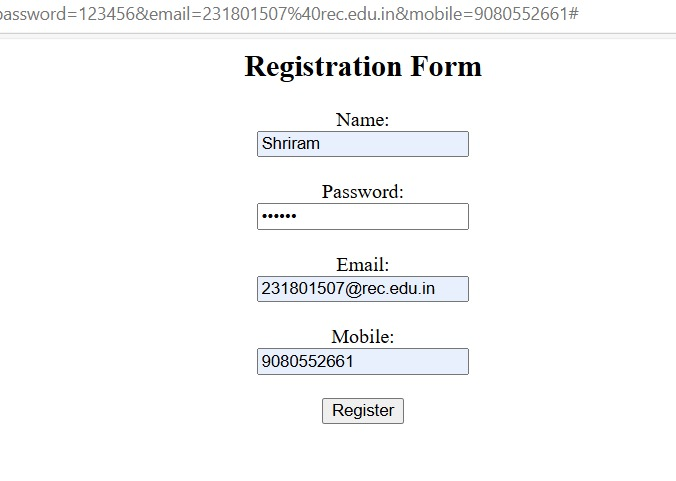 password=123456&email=231801507%40rec.edu.in&mobile=9080552661#
Registration Form
Name:
Shriram
Password:
••••••
Email:
231801507@rec.edu.in
Mobile:
9080552661
Register